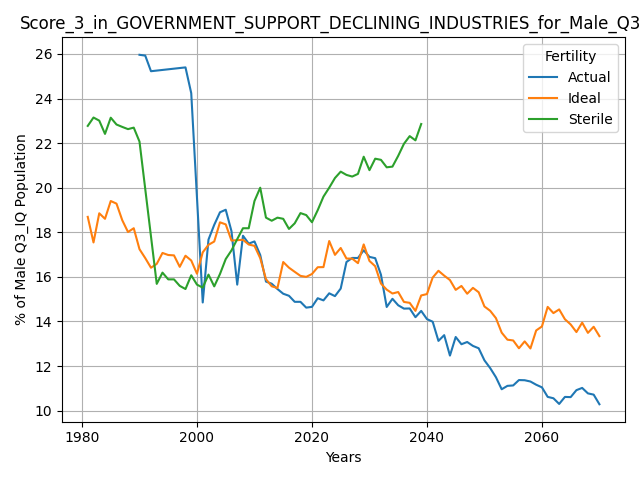 Score_3_in_GOVERNMENT_SUPPORT_DECLINING_INDUSTRIES_for_Male_Q3
Fertility
Actual
Ideal
Sterile
% of Male Q3_IQ Population
26
24
22
20
18
16
14
12
10
1980
2000
2020
2040
2060
Years